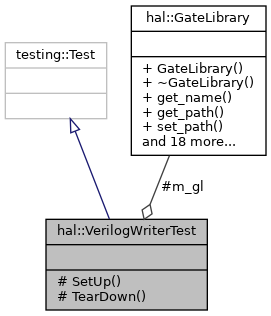 hal::GateLibrary
+ GateLibrary()
+ ~GateLibrary()
+ get_name()
+ get_path()
+ set_path()
and 18 more...
testing::Test
#m_gl
hal::VerilogWriterTest
# SetUp()
# TearDown()